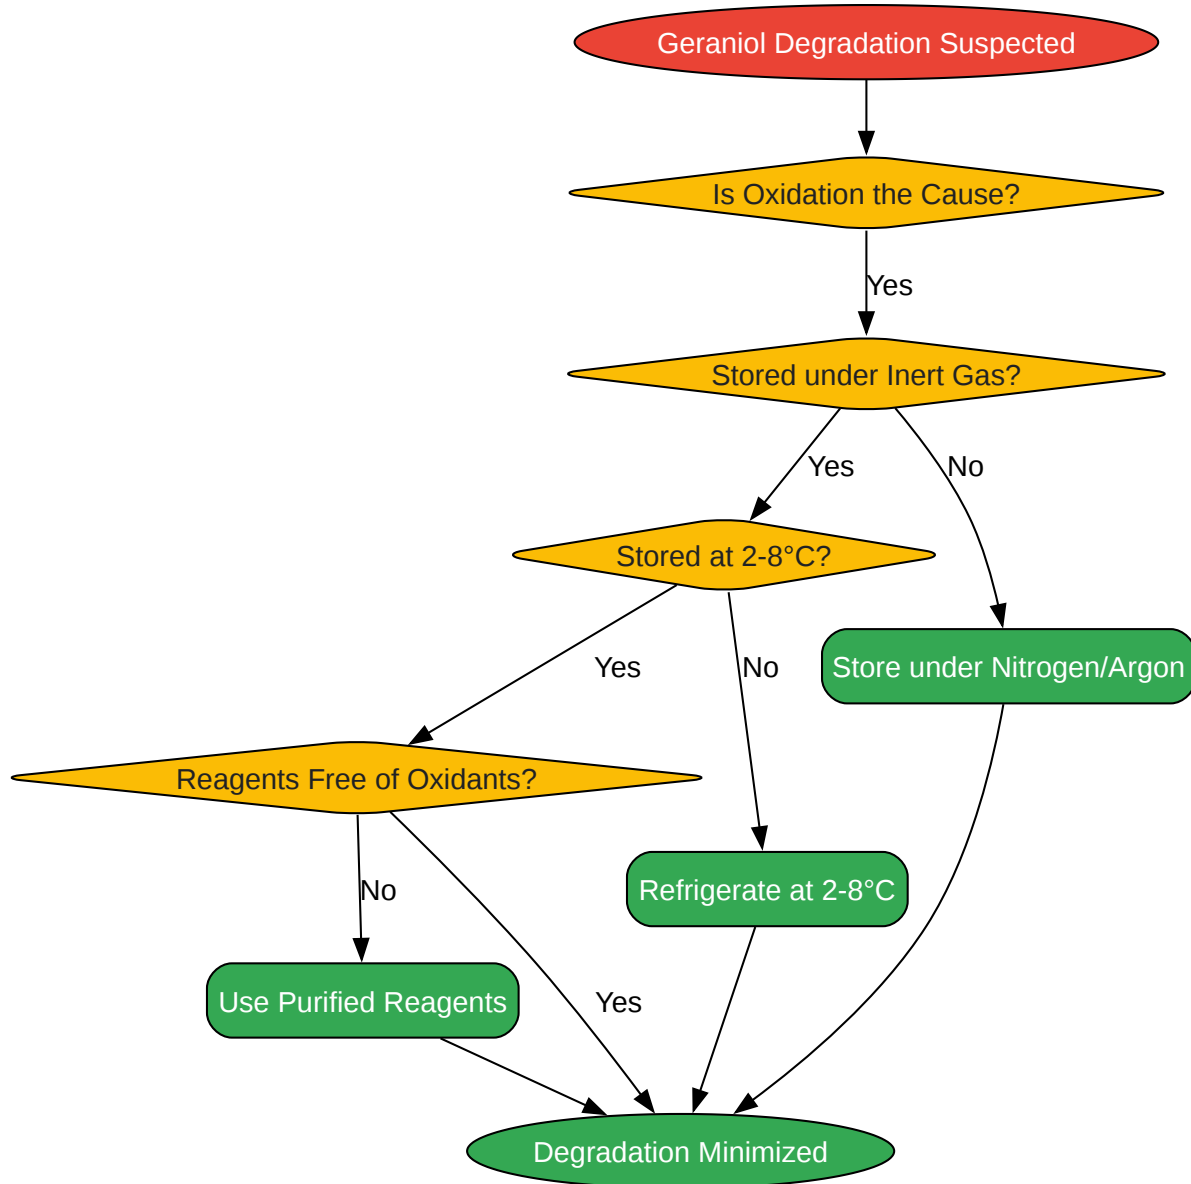 Geraniol Degradation Suspected
Is Oxidation the Cause?
Yes
Stored under Inert Gas?
Yes
No
Stored at 2-8°C?
Yes
No
Store under Nitrogen/Argon
Reagents Free of Oxidants?
No
Refrigerate at 2-8°C
Use Purified Reagents
Yes
Degradation Minimized